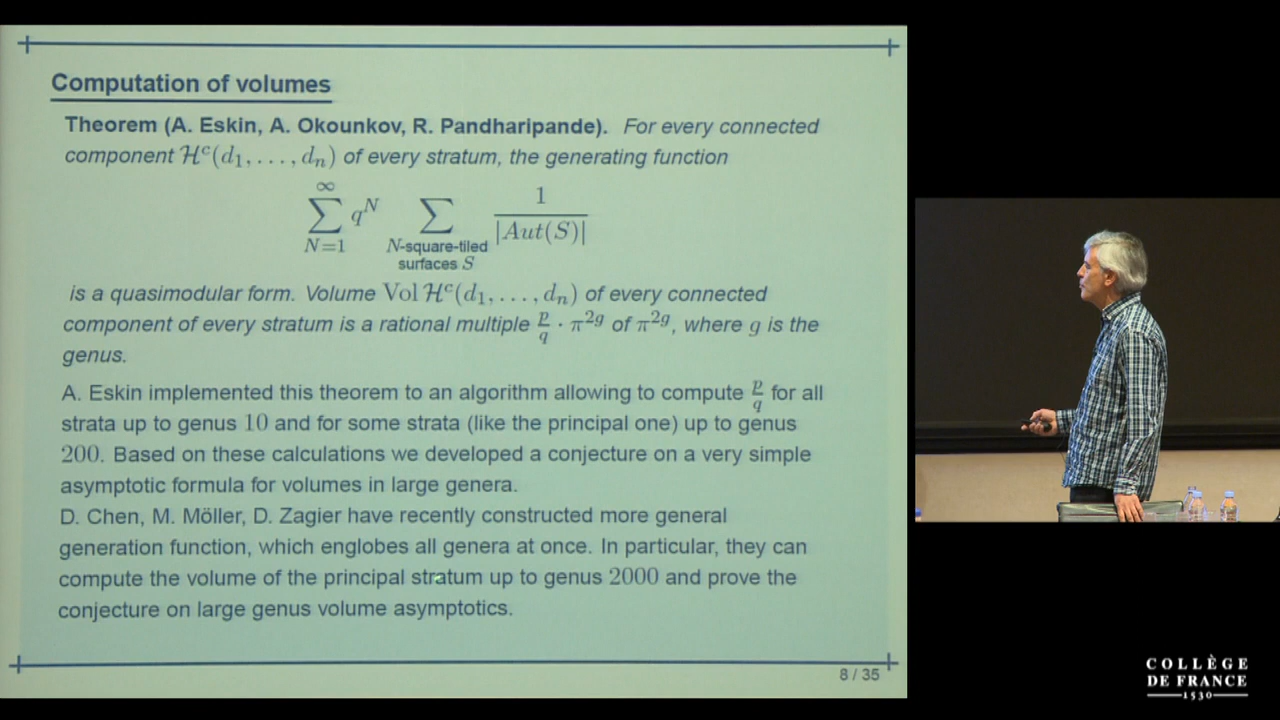 Computation of volumes
Theorem (A. Eskin, A. Okounkov, R. Pandharipande). For every connected
component ℋᶜ(d₁, . . . , dₙ) of every stratum, the generating function
∑_{N=1}^{∞} q^N ∑_{N-square-tiled surfaces S} 1/|Aut(S)|
is a quasimodular form. Volume Vol ℋᶜ(d₁, . . . , dₙ) of every connected
component of every stratum is a rational multiple p/q · π^{2g} of π^{2g}, where g is the
genus.
A. Eskin implemented this theorem to an algorithm allowing to compute p/q for all
strata up to genus 10 and for some strata (like the principal one) up to genus
200. Based on these calculations we developed a conjecture on a very simple
asymptotic formula for volumes in large genera.
D. Chen, M. Möller, D. Zagier have recently constructed more general
generation function, which englobes all genera at once. In particular, they can
compute the volume of the principal stratum up to genus 2000 and prove the
conjecture on large genus volume asymptotics.
8 / 35
COLLÈGE
DE FRANCE
1530